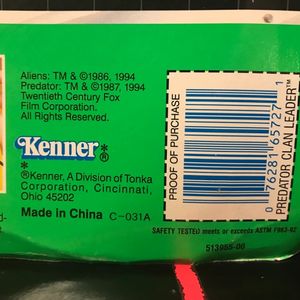 Aliens: TM & ©1986, 1994
Predator: TM & ©1987, 1994
Twentieth Century Fox
Film Corporation.
All Rights Reserved.
Kenner®
*
*
®Kenner, A Division of Tonka
Corporation, Cincinnati,
Ohio 45202
Made in China C-031A
PROOF OF PURCHASE
0 76281 65727 1
PREDATOR CLAN LEADER™
SAFETY TESTED meets or exceeds ASTM F963-92
513955-00